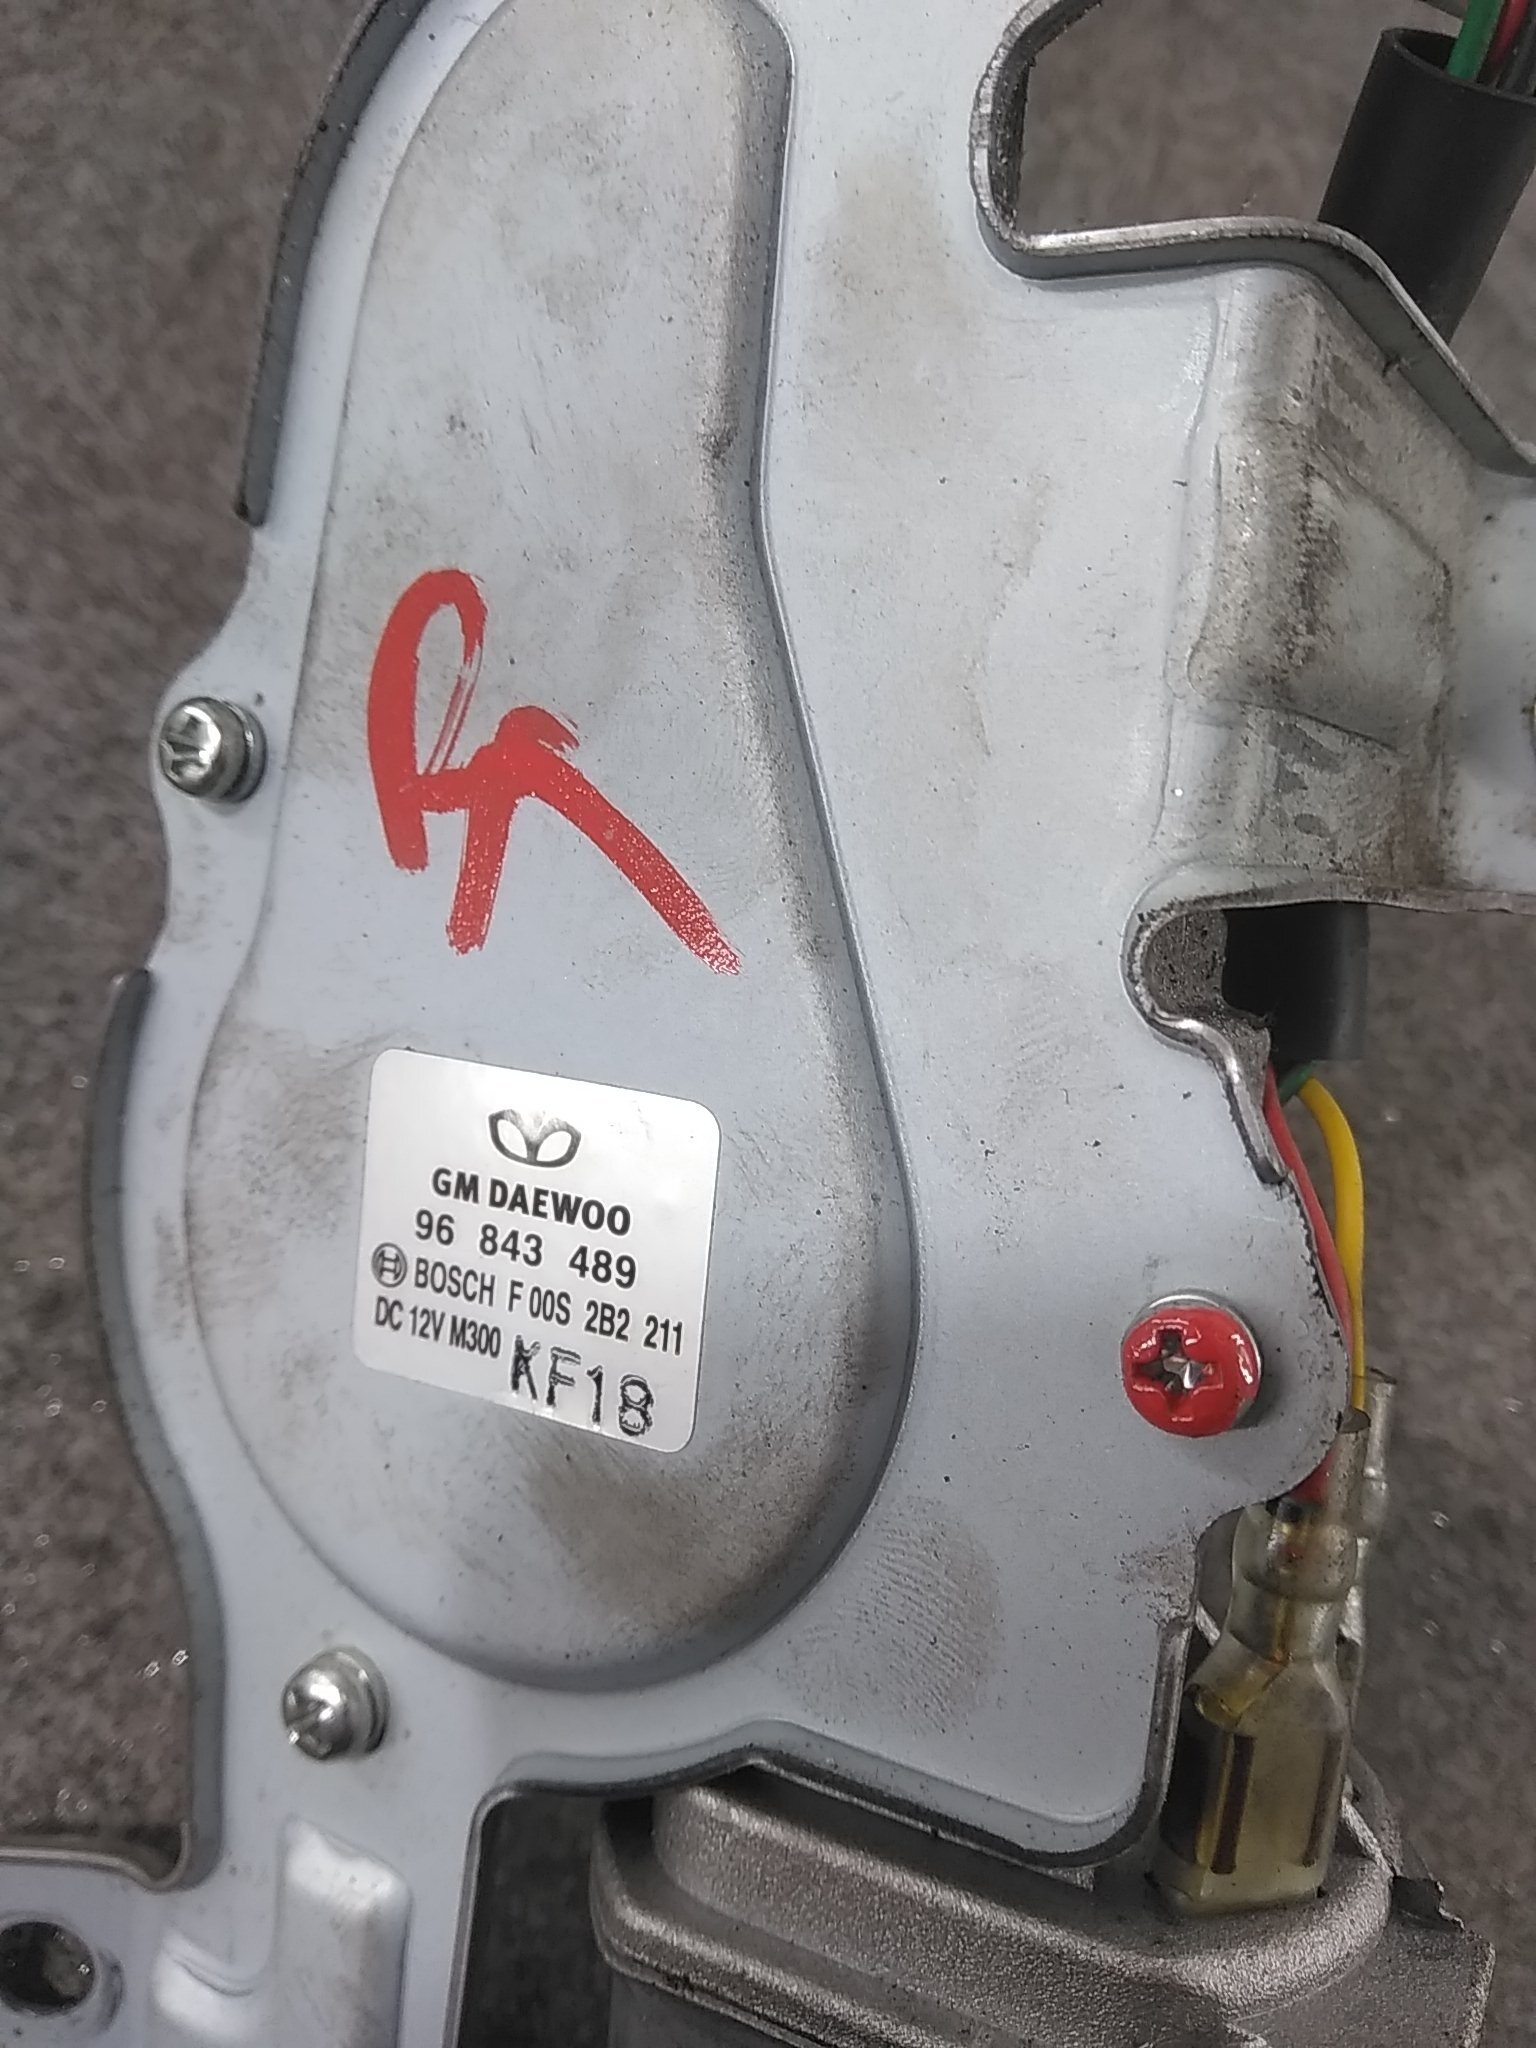 GM DAEWOO
96 843 489
BOSCH F 00S 2B2 211
DC 12V M300 KF18